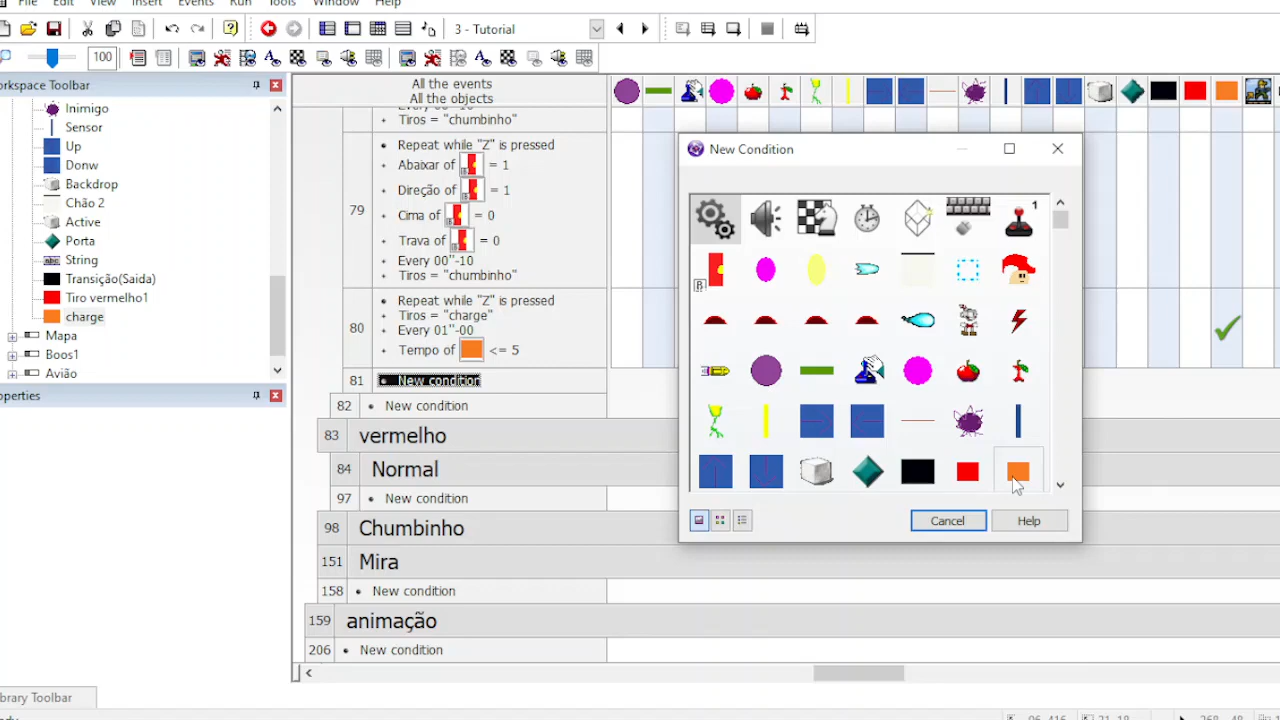 File Edit View Insert Events Run Tools Window Help
3 - Tutorial
100
orkspace Toolbar
Inimigo
Sensor
Up
Donw
Backdrop
Chão 2
Active
Porta
String
Transição(Saida)
Tiro vermelho1
charge
Mapa
Boos1
Avião
operties
brary Toolbar
All the events
All the objects
Tiros = "chumbinho"
79
Repeat while "Z" is pressed
Abaixar of = 1
Direção of = 1
Cima of = 0
Trava of = 0
Every 00"-10
Tiros = "chumbinho"
80
Repeat while "Z" is pressed
Tiros = "charge"
Every 01"-00
Tempo of <= 5
81 New condition
82 New condition
83 vermelho
84 Normal
97 New condition
98 Chumbinho
151 Mira
158 New condition
159 animação
206 New condition
New Condition
1
B
Cancel Help